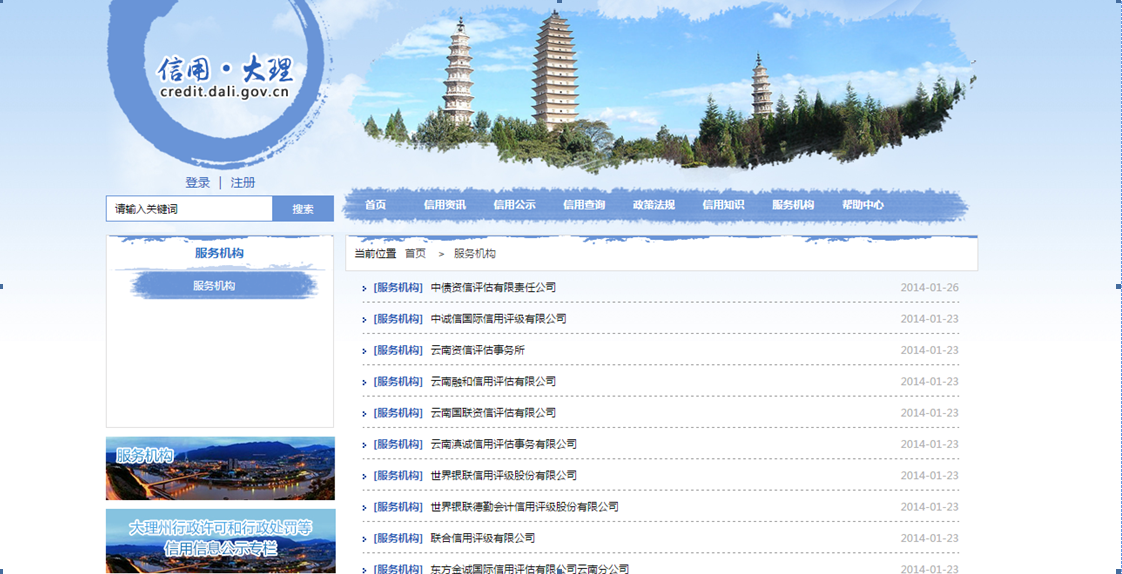 信用·大理
credit.dali.gov.cn
登录 | 注册
请输入关键词 搜索
首页 信用资讯 信用公示 信用查询 政策法规 信用知识 服务机构 帮助中心
服务机构
服务机构
当前位置 首页 > 服务机构
[服务机构] 中债资信评估有限责任公司 2014-01-26
[服务机构] 中诚信国际信用评级有限公司 2014-01-23
[服务机构] 云南资信评估事务所 2014-01-23
[服务机构] 云南融和信用评估有限公司 2014-01-23
[服务机构] 云南国联资信评估有限公司 2014-01-23
[服务机构] 云南滇诚信用评估事务有限公司 2014-01-23
[服务机构] 世界银联信用评级股份有限公司 2014-01-23
[服务机构] 世界银联德勤会计信用评级股份有限公司 2014-01-23
[服务机构] 联合信用评级有限公司 2014-01-23
[服务机构] 东方金诚国际信用评估有限公司云南分公司 2014-01-23
服务机构
大理州行政许可和行政处罚等
信用信息公示专栏